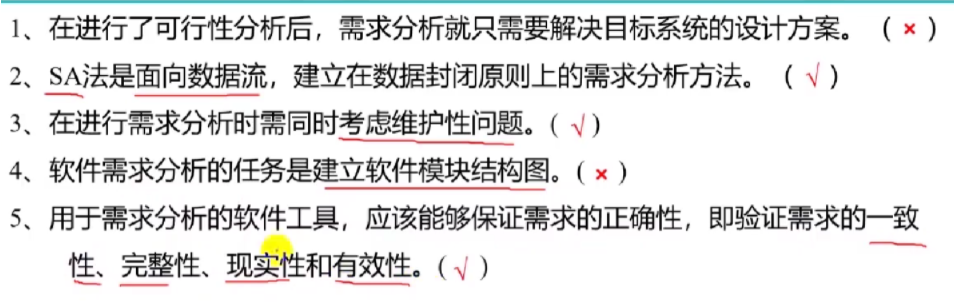 1、在进行了可行性分析后，需求分析就只需要解决目标系统的设计方案。（×）
2、SA法是面向数据流，建立在数据封闭原则上的需求分析方法。（√）
3、在进行需求分析时需同时考虑维护性问题。(√)
4、软件需求分析的任务是建立软件模块结构图。(×)
5、用于需求分析的软件工具，应该能够保证需求的正确性，即验证需求的一致
性、完整性、现实性和有效性。(√)